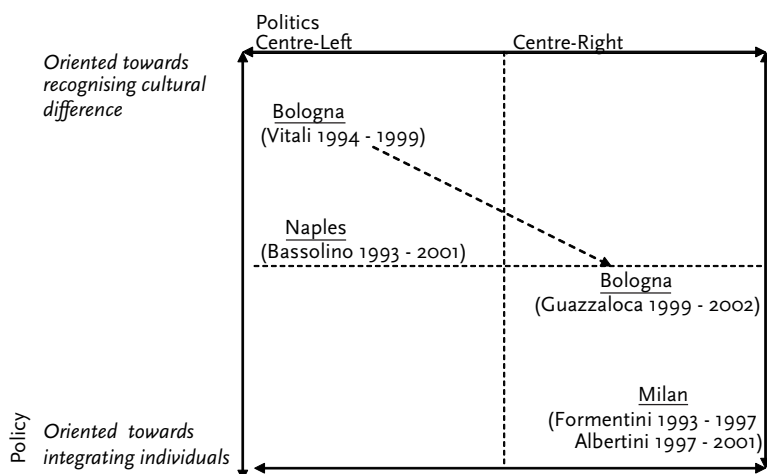 Politics
Centre-Left
Centre-Right
Oriented towards
recognising cultural
difference
Bologna
(Vitali 1994 - 1999)
Naples
(Bassolino 1993 - 2001)
Bologna
(Guazzaloca 1999 - 2002)
Milan
(Formentini 1993 - 1997
Albertini 1997 - 2001)
Policy
Oriented towards
integrating individuals